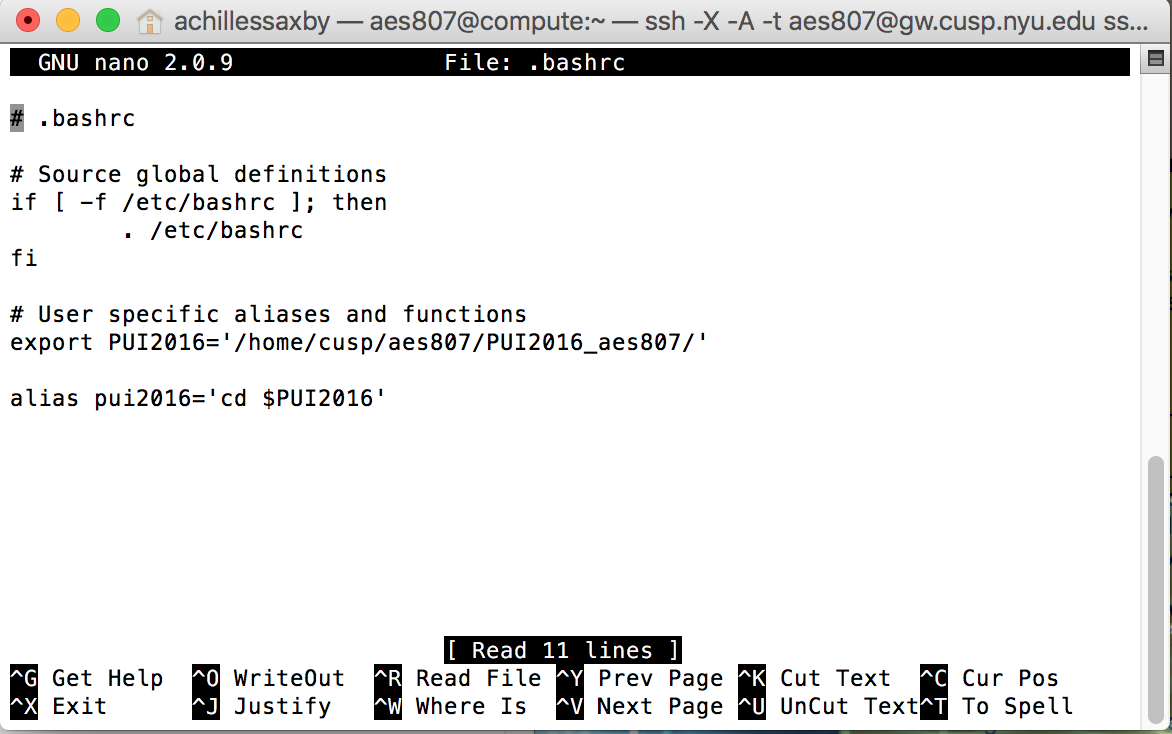 achillessaxby — aes807@compute:~ — ssh -X -A -t aes807@gw.cusp.nyu.edu ss...
GNU nano 2.0.9 File: .bashrc
# .bashrc
# Source global definitions
if [ -f /etc/bashrc ]; then
. /etc/bashrc
fi
# User specific aliases and functions
export PUI2016='/home/cusp/aes807/PUI2016_aes807/'
alias pui2016='cd $PUI2016'
[ Read 11 lines ]
^G Get Help ^O WriteOut ^R Read File ^Y Prev Page ^K Cut Text ^C Cur Pos
^X Exit ^J Justify ^W Where Is ^V Next Page ^U UnCut Text^T To Spell